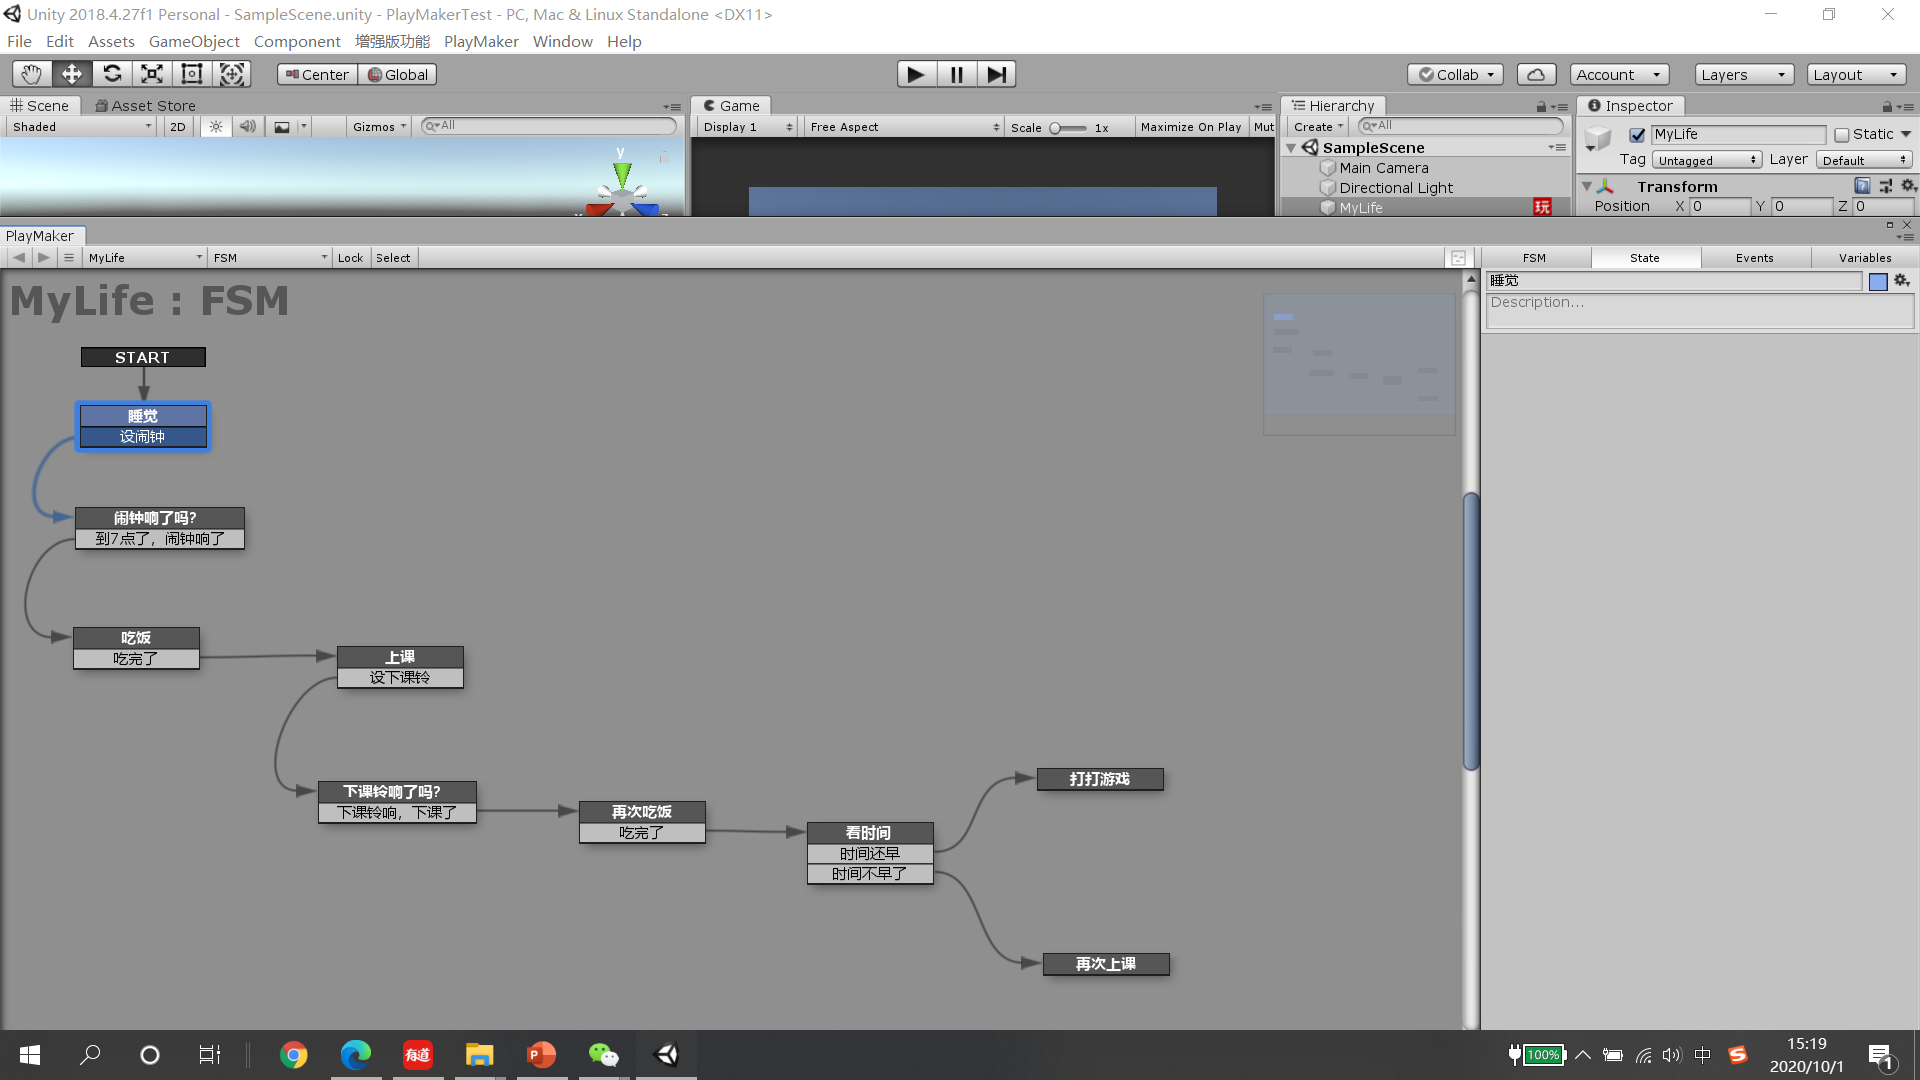 Unity 2018.4.27f1 Personal - SampleScene.unity - PlayMakerTest - PC, Mac & Linux Standalone <DX11>
File Edit Assets GameObject Component 增强版功能 PlayMaker Window Help
Center Global Collab Account Layers Layout
Scene Asset Store Game Hierarchy Inspector
Shaded 2D Gizmos All Display 1 Free Aspect Scale 1x Maximize On Play Mut Create All
MyLife Static
SampleScene
Tag Untagged Layer Default
Main Camera
Directional Light
MyLife 玩
Transform
Position X 0 Y 0 Z 0
y
PlayMaker
MyLife FSM Lock Select FSM State Events Variables
睡觉
Description...
MyLife : FSM
START
睡觉
设闹钟
闹钟响了吗?
到7点了，闹钟响了
吃饭
吃完了
上课
设下课铃
下课铃响了吗?
下课铃响，下课了
再次吃饭
吃完了
看时间
时间还早
时间不早了
打打游戏
再次上课
有道
100%
中
15:19
2020/10/1
1